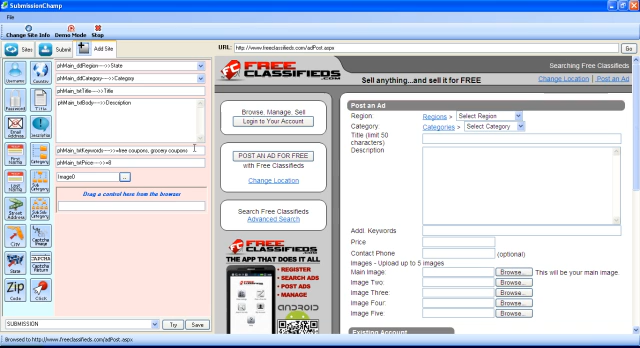 SubmissionChamp
File
Change Site Info Demo Mode Stop
Sites Submit Add Site
URL: http://www.freeclassifieds.com/adPost.aspx Go
Username Country
Password Title
Email Address Description
First Name Category
Last Name Sub Category
Street Address Sub Sub Category
City Captcha Image
State CAPTCHA Captcha Return
Zip Code Click
phMain_ddRegion--->>State
phMain_ddCategory--->>Category
phMain_txtTitle--->>Title
phMain_txtBody--->>Description
phMain_txtKeywords--->>=free coupons, grocery coupons
phMain_txtPrice--->>=8
Image0 ..
Drag a control here from the browser
SUBMISSION Try Save
Browsed to http://www.freeclassifieds.com/adPost.aspx
FREE CLASSIFIEDS .COM
Searching Free Classifieds
Sell anything...and sell it for FREE
Change Location | Post an Ad
Browse, Manage, Sell
Login to Your Account
POST AN AD FOR FREE
with Free Classifieds
Change Location
Search Free Classifieds
Advanced Search
FREE CLASSIFIEDS
THE APP THAT DOES IT ALL
• REGISTER
• SEARCH ADS
• POST ADS
• MANAGE
ANDROID
Post an Ad
Region: Regions > Select Region
Category: Categories > Select Category
Title (limit 50 characters)
Description
Addl. Keywords
Price
Contact Phone (optional)
Images - Upload up to 5 images
Main Image: Browse... This will be your main image
Image Two: Browse...
Image Three: Browse...
Image Four: Browse...
Image Five: Browse...
Existing Account